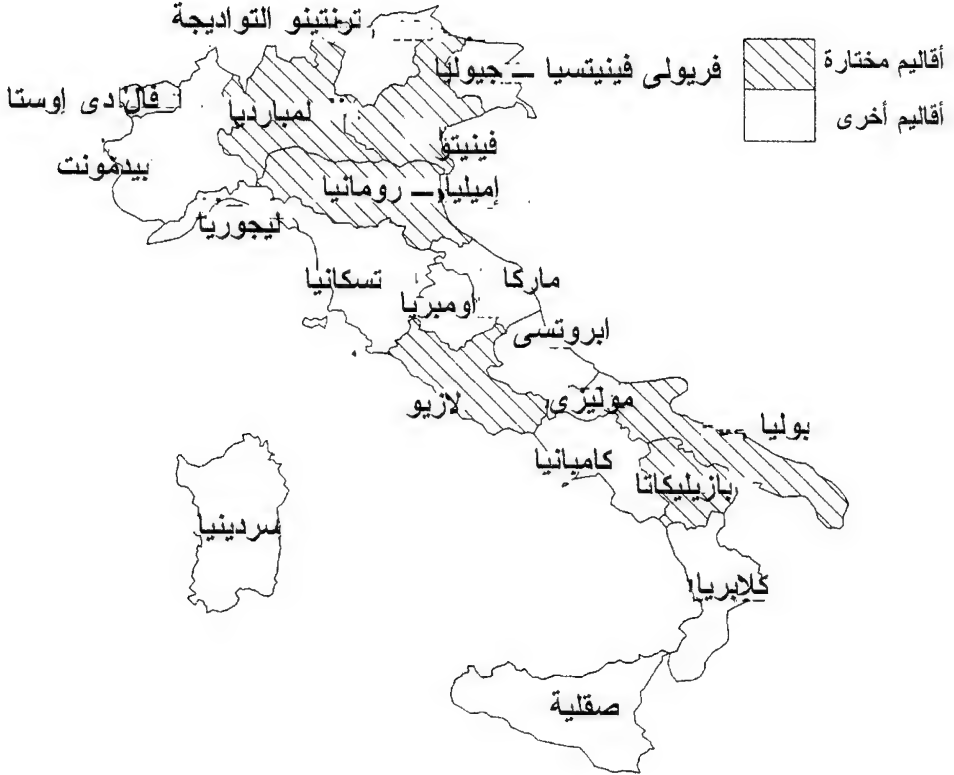 ترنتينو التواديجة
أقاليم مختارة
فريولى فينيتسيا – جيوليا
فال دى إوستا
لمبارديا
أقاليم أخرى
فينيتو
بيدمونت
إميليا – رومانيا
ليجوريا
تسكانيا
ماركا
اومبريا
ابروتسى
موليزى
لازيو
بوليا
كامبانيا
بازيليكاتا
سردينيا
كلابريا
صقلية